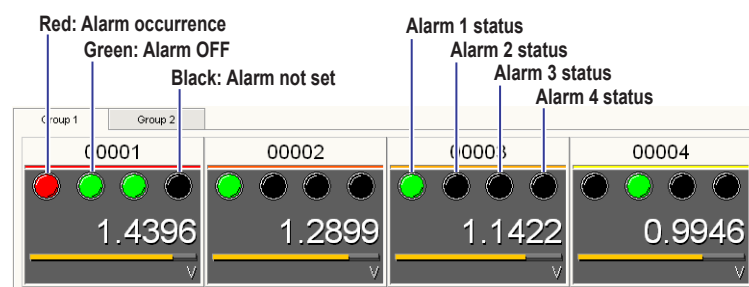 Red: Alarm occurrence
Green: Alarm OFF
Black: Alarm not set
Alarm 1 status
Alarm 2 status
Alarm 3 status
Alarm 4 status
Group 1 Group 2
00001 00002 00003 00004
1.4396 1.2899 1.1422 0.9946
V V V V